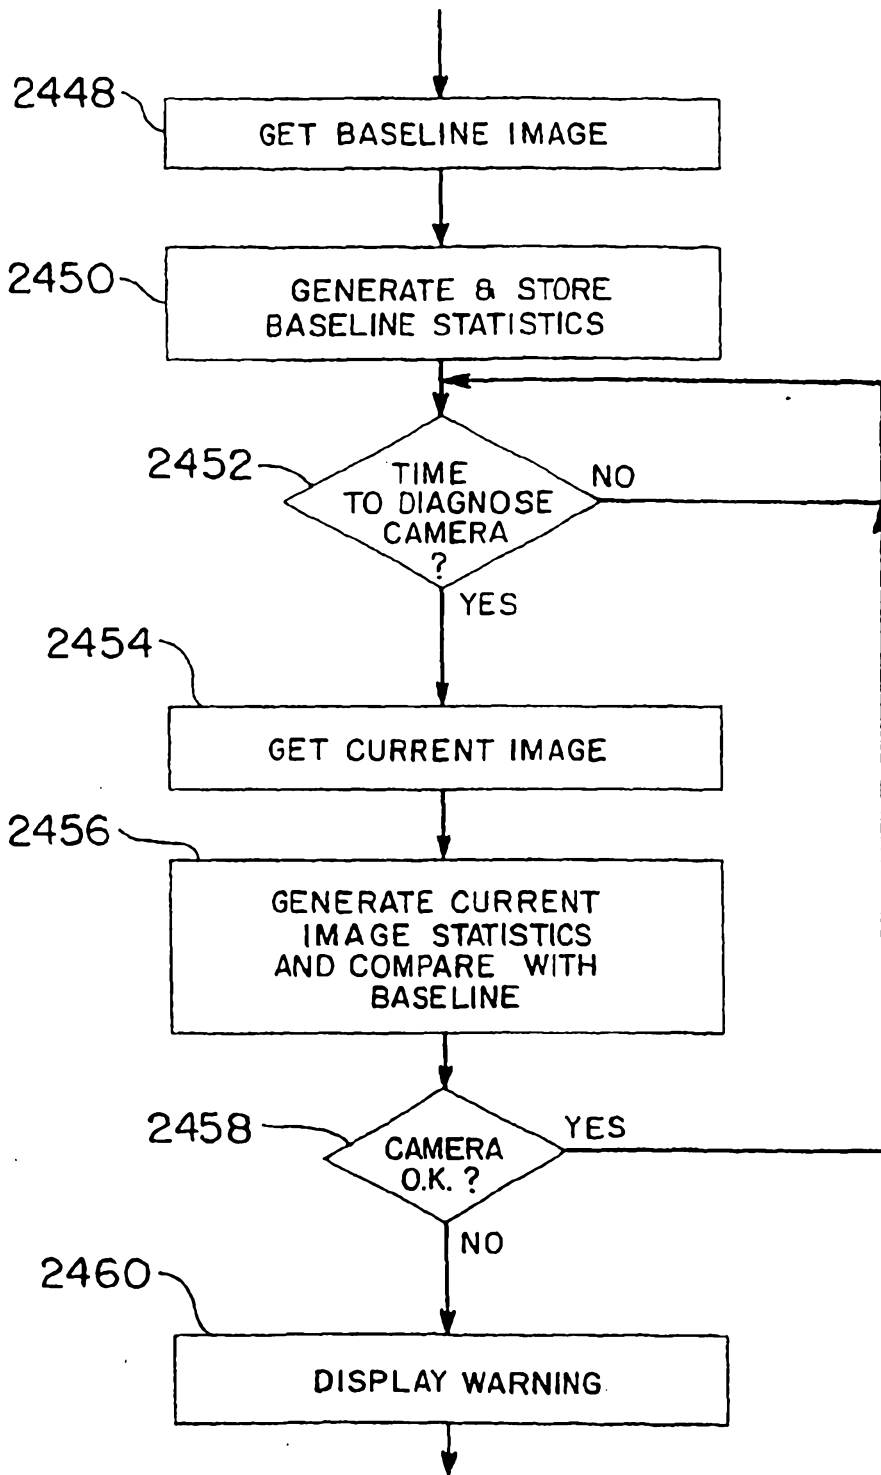 2448
GET BASELINE IMAGE
2450
GENERATE & STORE
BASELINE STATISTICS
2452
TIME
TO DIAGNOSE
CAMERA
?
NO
YES
2454
GET CURRENT IMAGE
2456
GENERATE CURRENT
IMAGE STATISTICS
AND COMPARE WITH
BASELINE
2458
CAMERA
O.K. ?
YES
NO
2460
DISPLAY WARNING